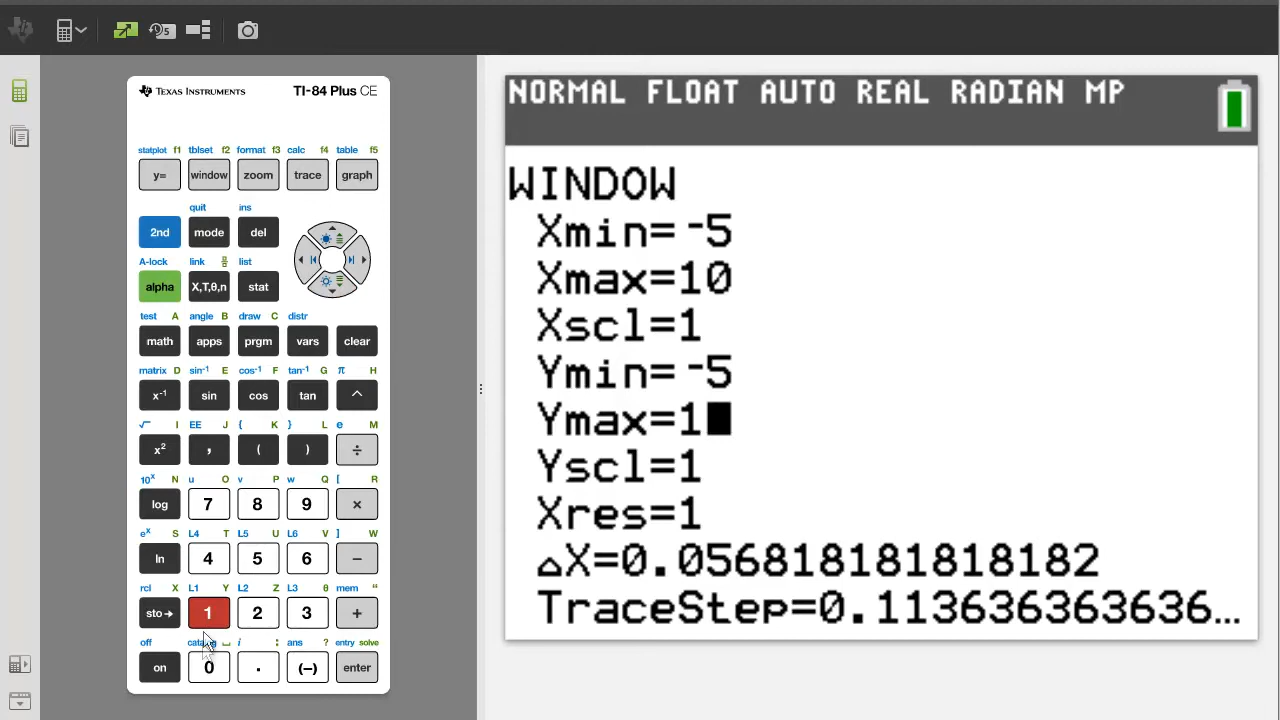 TEXAS INSTRUMENTS TI-84 Plus CE
statplot f1 tblset f2 format f3 calc f4 table f5
y= window zoom trace graph
quit ins
2nd mode del
A-lock link list
alpha X,T,θ,n stat
test A angle B draw C distr
math apps prgm vars clear
matrix D sin⁻¹ E cos⁻¹ F tan⁻¹ G π H
x⁻¹ sin cos tan ^
√ I EE J { K } L e M
x² , ( ) ÷
10ˣ N u O v P w Q [ R
log 7 8 9 ×
eˣ S L4 T L5 U L6 V ] W
ln 4 5 6 −
rcl X L1 Y L2 Z L3 θ mem “
sto→ 1 2 3 +
off i : ans ? entry solve
on 0 . (−) enter
NORMAL FLOAT AUTO REAL RADIAN MP
WINDOW
Xmin=-5
Xmax=10
Xscl=1
Ymin=-5
Ymax=1
Yscl=1
Xres=1
△X=0.056818181818182
TraceStep=0.113636363636…